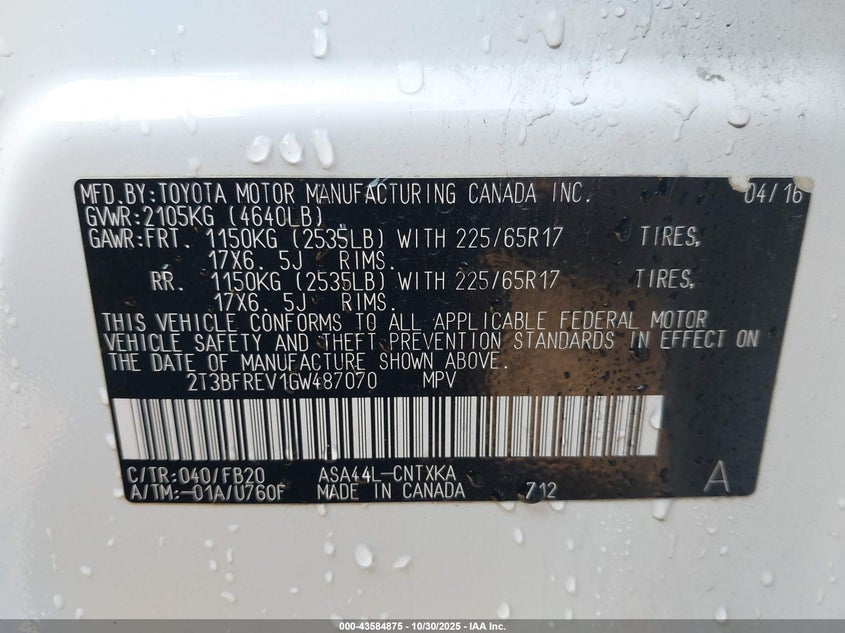 MFD.BY:TOYOTA MOTOR MANUFACTURING CANADA INC. 04/16
GVWR:2105KG (4640LB)
GAWR:FRT. 1150KG (2535LB) WITH 225/65R17 TIRES,
17X6. 5J RIMS.
RR. 1150KG (2535LB) WITH 225/65R17 TIRES,
17X6. 5J RIMS.
THIS VEHICLE CONFORMS TO ALL APPLICABLE FEDERAL MOTOR
VEHICLE SAFETY AND THEFT PREVENTION STANDARDS IN EFFECT ON
THE DATE OF MANUFACTURE SHOWN ABOVE.
2T3BFREV1GW487070 MPV
C/TR:040/FB20 ASA44L-CNTXKA
A/TM:-01A/U760F MADE IN CANADA 712 A
000-43584875 - 10/30/2025 - IAA Inc.